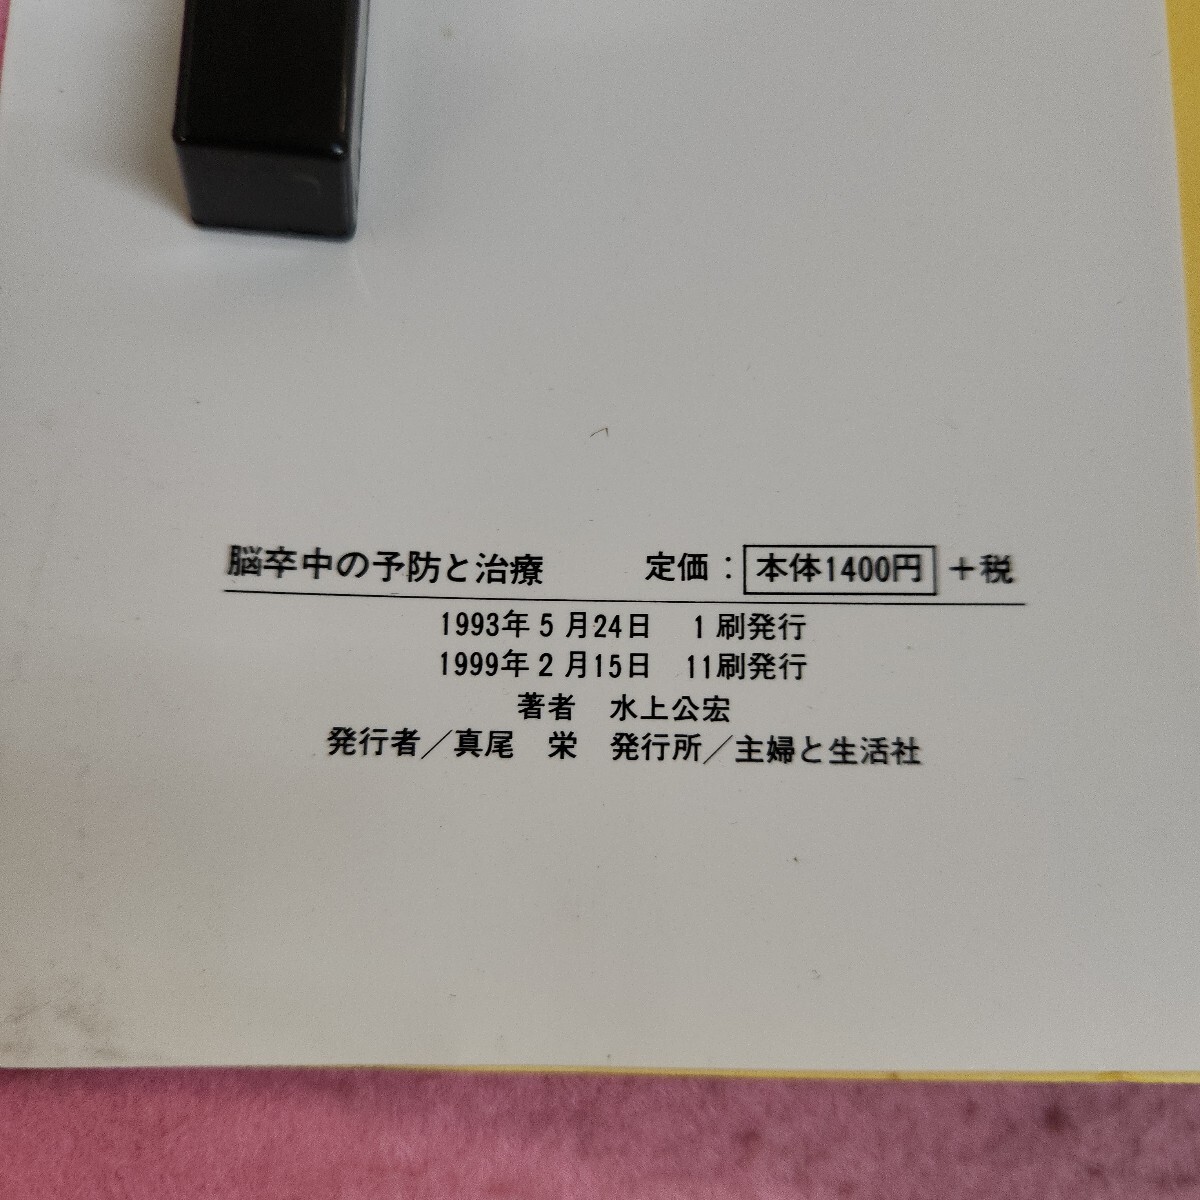 脳卒中の予防と治療　定価：本体1400円＋税
1993年5月24日　1刷発行
1999年2月15日　11刷発行
著者　水上公宏
発行者／真尾　栄　発行所／主婦と生活社